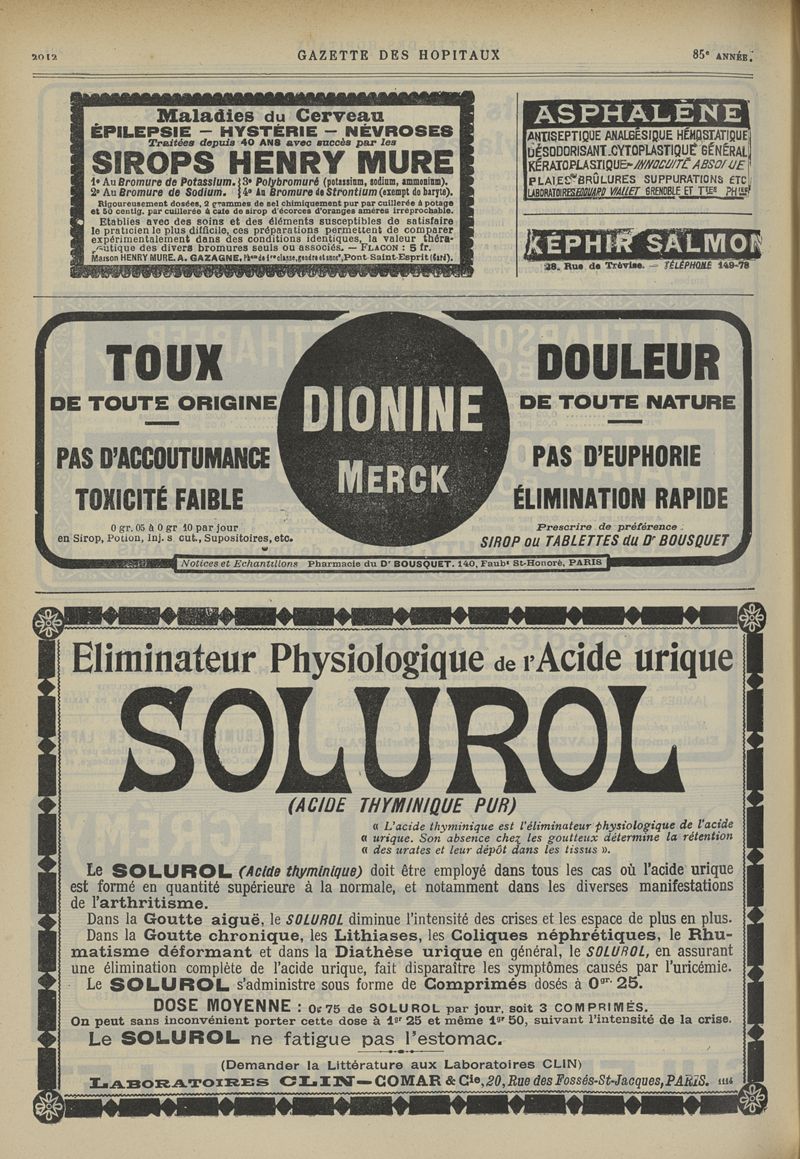 2012
GAZETTE DES HOPITAUX
85e ANNÉE.
Maladies du Cerveau
ÉPILEPSIE — HYSTÉRIE — NÉVROSES
Traitées depuis 40 ANS avec succès par les
SIROPS HENRY MURE
1º Au Bromure de Potassium. 3º Polybromuré (potassium, sodium, ammonium).
2º Au Bromure de Sodium. 4º Au Bromure de Strontium (exempt de baryte).
Rigoureusement dosées, 2 grammes de sel chimiquement pur par cuillerée à potage
et 50 centig. par cuillerée à café de sirop d'écorces d'oranges amères irréprochable.
Etablies avec des soins et des éléments susceptibles de satisfaire
le praticien le plus difficile, ces préparations permettent de comparer
expérimentalement dans des conditions identiques, la valeur théra-
peutique des divers bromures seuls ou associés. — FLACON : 5 fr.
Maison HENRY MURE. A. GAZAGNE, Phen de 1re classe, gendre et succr, Pont-Saint-Esprit (Gard).
ASPHALÈNE
ANTISEPTIQUE ANALGÉSIQUE HÉMOSTATIQUE
DÉSODORISANT. CYTOPLASTIQUE GÉNÉRAL
KÉRATOPLASTIQUE - INNOCUITÉ ABSOLUE
PLAIES BRÛLURES SUPPURATIONS ETC
LABORATOIRES EDOUARD VIALLET GRENOBLE ET TTES PHIES
KÉPHIR SALMON
28, Rue de Trévise. — TÉLÉPHONE 149-78
TOUX
DE TOUTE ORIGINE
PAS D'ACCOUTUMANCE
TOXICITÉ FAIBLE
0 gr. 05 à 0 gr 10 par jour
en Sirop, Potion, Inj. s cut., Supositoires, etc.
DIONINE
MERCK
DOULEUR
DE TOUTE NATURE
PAS D'EUPHORIE
ÉLIMINATION RAPIDE
Prescrire de préférence :
SIROP ou TABLETTES du Dr BOUSQUET
Notices et Echantillons Pharmacie du Dr BOUSQUET. 140, Faubt St-Honoré, PARIS
Eliminateur Physiologique de l'Acide urique
SOLUROL
(ACIDE THYMINIQUE PUR)
« L'acide thyminique est l'éliminateur physiologique de l'acide
« urique. Son absence chez les goutteux détermine la rétention
« des urates et leur dépôt dans les tissus ».
Le SOLUROL (Acide thyminique) doit être employé dans tous les cas où l'acide urique
est formé en quantité supérieure à la normale, et notamment dans les diverses manifestations
de l'arthritisme.
Dans la Goutte aiguë, le SOLUROL diminue l'intensité des crises et les espace de plus en plus.
Dans la Goutte chronique, les Lithiases, les Coliques néphrétiques, le Rhu-
matisme déformant et dans la Diathèse urique en général, le SOLUROL, en assurant
une élimination complète de l'acide urique, fait disparaître les symptômes causés par l'uricémie.
Le SOLUROL s'administre sous forme de Comprimés dosés à 0gr. 25.
DOSE MOYENNE : 0g 75 de SOLUROL par jour, soit 3 COMPRIMÉS.
On peut sans inconvénient porter cette dose à 1gr 25 et même 1gr 50, suivant l'intensité de la crise.
Le SOLUROL ne fatigue pas l'estomac.
(Demander la Littérature aux Laboratoires CLIN)
LABORATOIRES CLIN — COMAR & Cie, 20, Rue des Fossés-St-Jacques, PARIS.